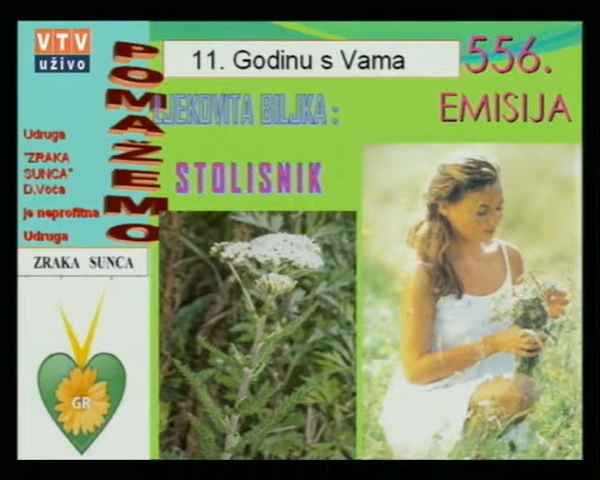 VTV
uživo
POMAŽEMO
11. Godinu s Vama
556.
EMISIJA
LJEKOVITA BILJKA :
STOLISNIK
Udruga
"ZRAKA
SUNCA"
D.Voća
je neprofitna
Udruga
ZRAKA SUNCA
GR